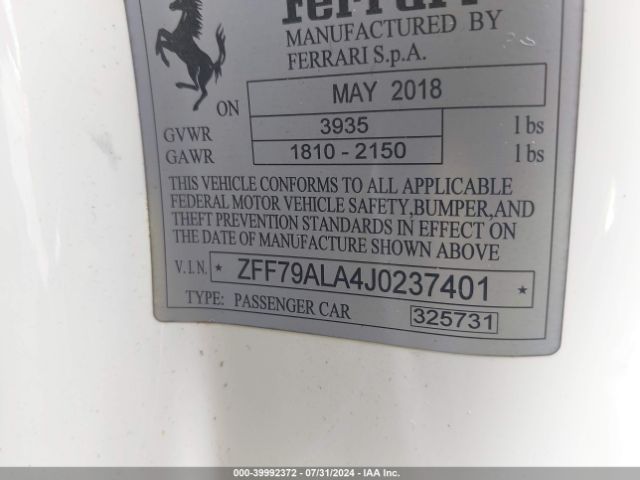 Ferrari
MANUFACTURED BY
FERRARI S.p.A.
ON MAY 2018
GVWR 3935 lbs
GAWR 1810 - 2150 lbs
THIS VEHICLE CONFORMS TO ALL APPLICABLE
FEDERAL MOTOR VEHICLE SAFETY,BUMPER,AND
THEFT PREVENTION STANDARDS IN EFFECT ON
THE DATE OF MANUFACTURE SHOWN ABOVE
V.I.N. * ZFF79ALA4J0237401 *
TYPE: PASSENGER CAR 325731
STOCK: 39992372 - 07/31/2024 - IAA Inc.